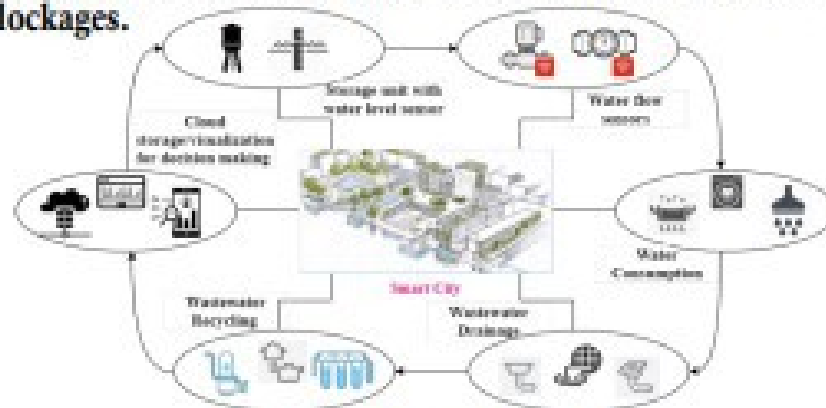 lockages.
Storage unit with
water level sensor
Water flow
sensors
Cloud
storage/visualization
for decision making
Water
Consumption
Smart City
Wastewater
Recycling
Wastewater
Drainage